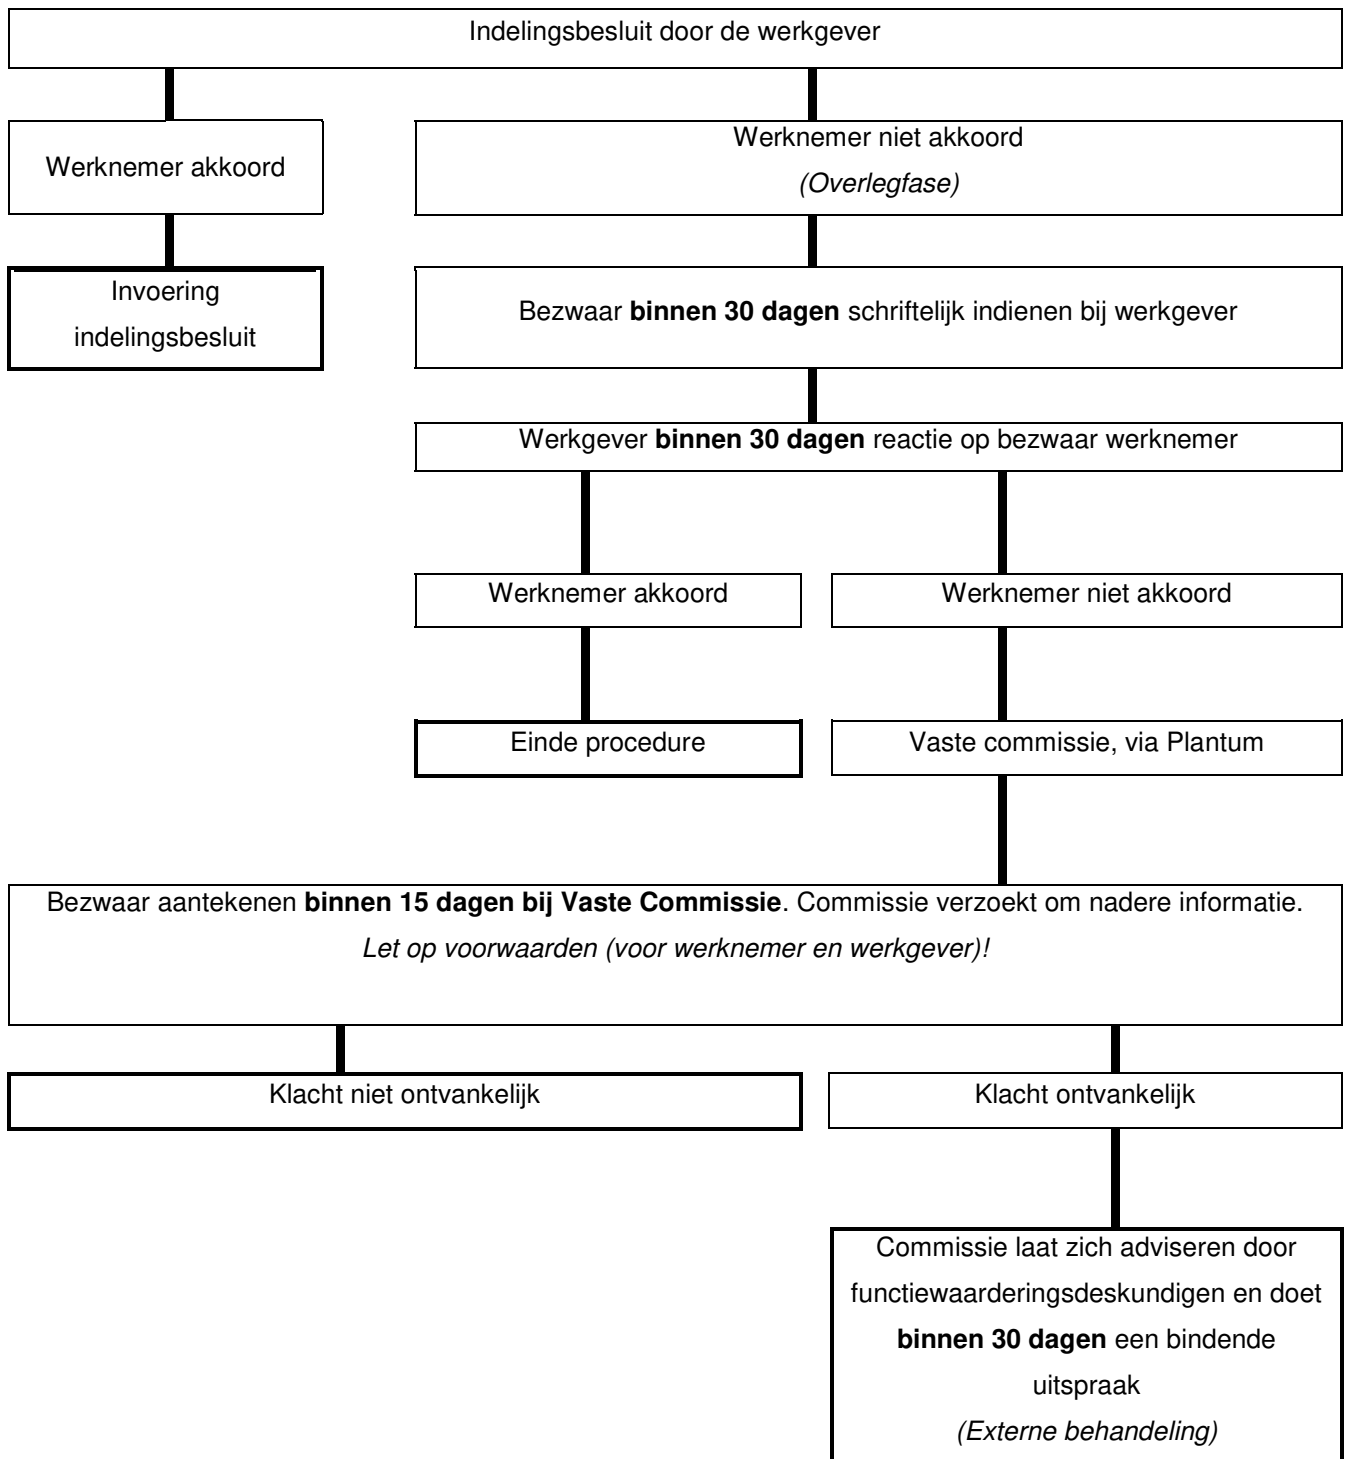 Indelingsbesluit door de werkgever
Werknemer akkoord
Werknemer niet akkoord
(Overlegfase)
Invoering
indelingsbesluit
Bezwaar binnen 30 dagen schriftelijk indienen bij werkgever
Werkgever binnen 30 dagen reactie op bezwaar werknemer
Werknemer akkoord
Werknemer niet akkoord
Einde procedure
Vaste commissie, via Plantum
Bezwaar aantekenen binnen 15 dagen bij Vaste Commissie. Commissie verzoekt om nadere informatie.
Let op voorwaarden (voor werknemer en werkgever)!
Klacht niet ontvankelijk
Klacht ontvankelijk
Commissie laat zich adviseren door
functiewaarderingsdeskundigen en doet
binnen 30 dagen een bindende
uitspraak
(Externe behandeling)